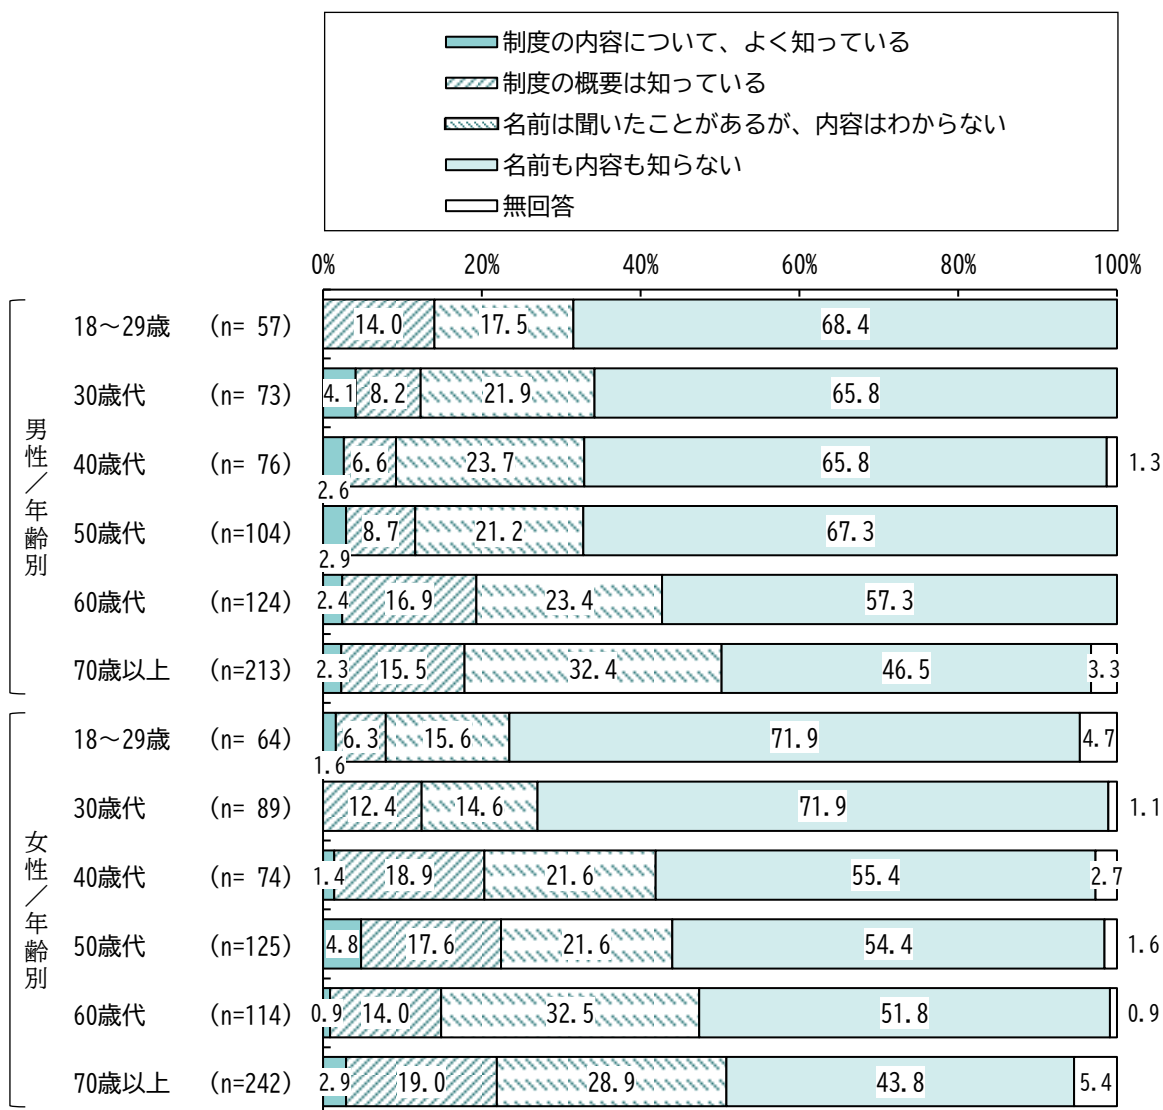 制度の内容について、よく知っている
制度の概要は知っている
名前は聞いたことがあるが、内容はわからない
名前も内容も知らない
無回答
0% 20% 40% 60% 80% 100%
男性／年齢別
18～29歳 (n= 57) 14.0 17.5 68.4
30歳代 (n= 73) 4.1 8.2 21.9 65.8
40歳代 (n= 76) 2.6 6.6 23.7 65.8 1.3
50歳代 (n=104) 2.9 8.7 21.2 67.3
60歳代 (n=124) 2.4 16.9 23.4 57.3
70歳以上 (n=213) 2.3 15.5 32.4 46.5 3.3
女性／年齢別
18～29歳 (n= 64) 1.6 6.3 15.6 71.9 4.7
30歳代 (n= 89) 12.4 14.6 71.9 1.1
40歳代 (n= 74) 1.4 18.9 21.6 55.4 2.7
50歳代 (n=125) 4.8 17.6 21.6 54.4 1.6
60歳代 (n=114) 0.9 14.0 32.5 51.8 0.9
70歳以上 (n=242) 2.9 19.0 28.9 43.8 5.4